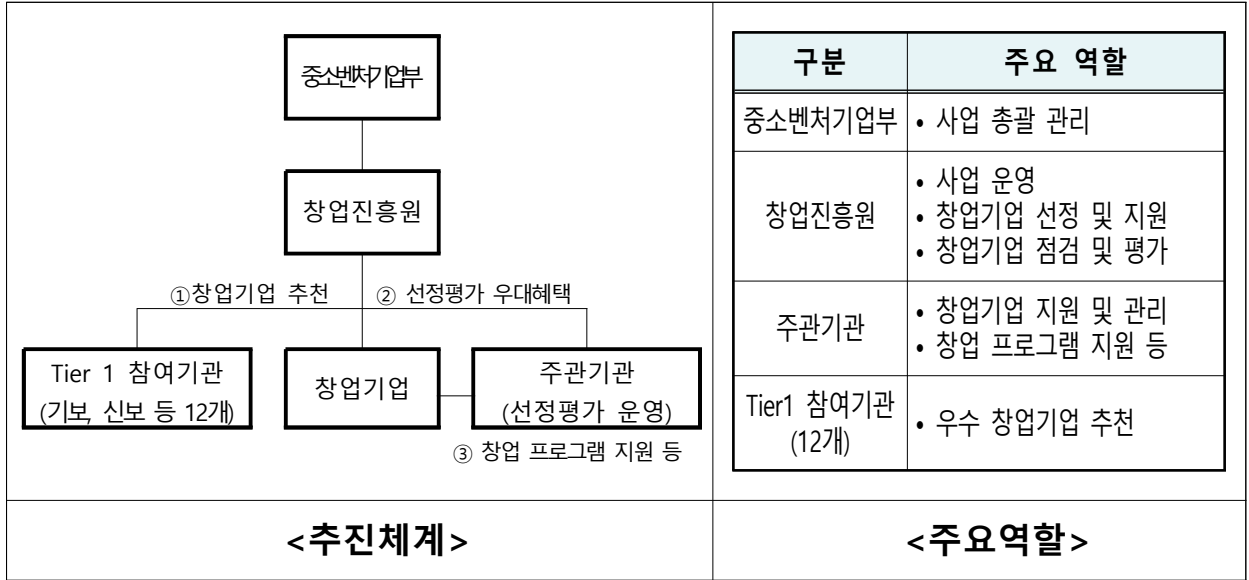 중소벤처기업부
창업진흥원
①창업기업 추천
② 선정평가 우대혜택
Tier 1 참여기관
(기보, 신보 등 12개)
창업기업
주관기관
(선정평가 운영)
③ 창업 프로그램 지원 등
<추진체계>
구분 주요 역할
중소벤처기업부 • 사업 총괄 관리
창업진흥원
• 사업 운영
• 창업기업 선정 및 지원
• 창업기업 점검 및 평가
주관기관
• 창업기업 지원 및 관리
• 창업 프로그램 지원 등
Tier1 참여기관
(12개)
• 우수 창업기업 추천
<주요역할>